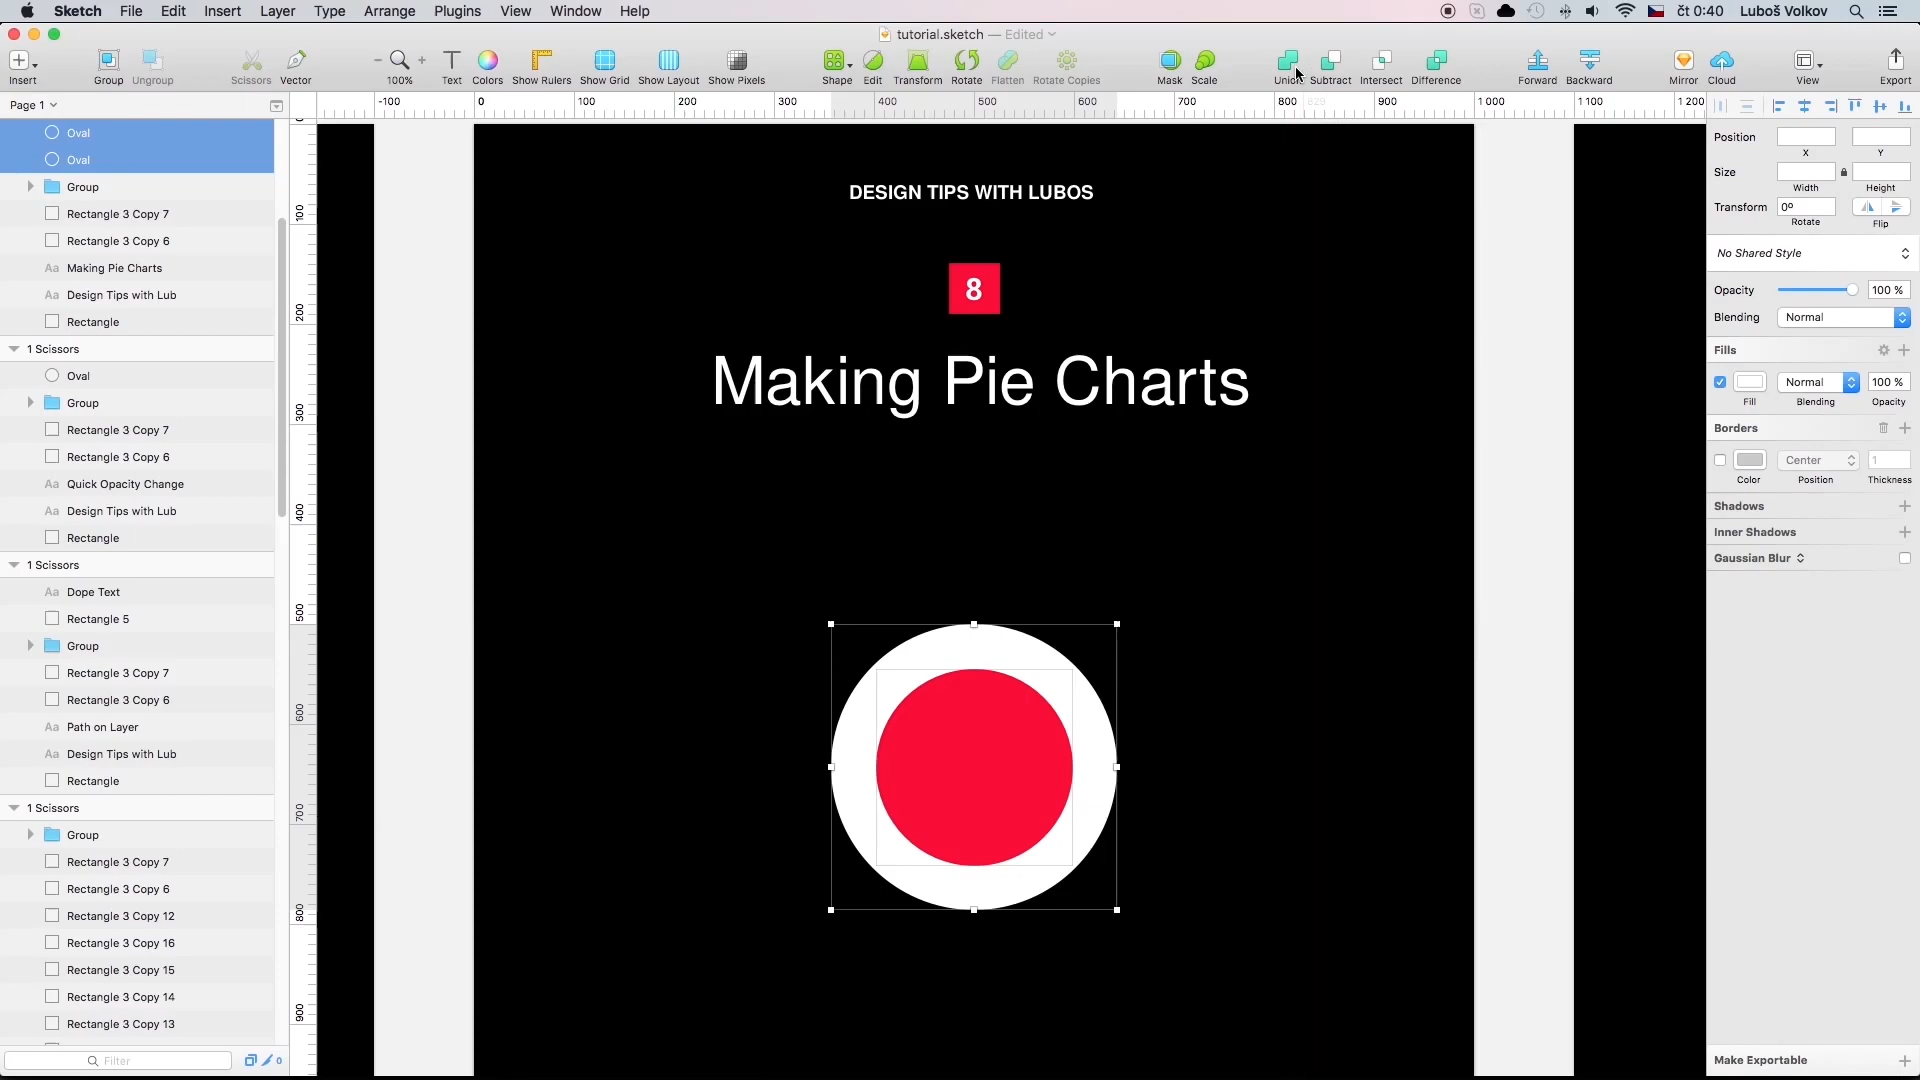 Sketch File Edit Insert Layer Type Arrange Plugins View Window Help čt 0:40 Luboš Volkov
tutorial.sketch — Edited
Insert Group Ungroup Scissors Vector 100% Text Colors Show Rulers Show Grid Show Layout Show Pixels Shape Edit Transform Rotate Flatten Rotate Copies Mask Scale Union Subtract Intersect Difference Forward Backward Mirror Cloud View Export
Page 1
-100 0 100 200 300 400 500 600 700 800 829 900 1 000 1 100 1 200
Oval
Oval
Group
Rectangle 3 Copy 7
Rectangle 3 Copy 6
Aa Making Pie Charts
Aa Design Tips with Lub
Rectangle
1 Scissors
Oval
Group
Rectangle 3 Copy 7
Rectangle 3 Copy 6
Aa Quick Opacity Change
Aa Design Tips with Lub
Rectangle
1 Scissors
Aa Dope Text
Rectangle 5
Group
Rectangle 3 Copy 7
Rectangle 3 Copy 6
Aa Path on Layer
Aa Design Tips with Lub
Rectangle
1 Scissors
Group
Rectangle 3 Copy 7
Rectangle 3 Copy 6
Rectangle 3 Copy 12
Rectangle 3 Copy 16
Rectangle 3 Copy 15
Rectangle 3 Copy 14
Rectangle 3 Copy 13
Filter
0
100
200
300
400
500
600
700
800
900
DESIGN TIPS WITH LUBOS
8
Making Pie Charts
Position
X Y
Size
Width Height
Transform 0º
Rotate Flip
No Shared Style
Opacity 100 %
Blending Normal
Fills
Normal 100 %
Fill Blending Opacity
Borders
Center 1
Color Position Thickness
Shadows
Inner Shadows
Gaussian Blur
Make Exportable